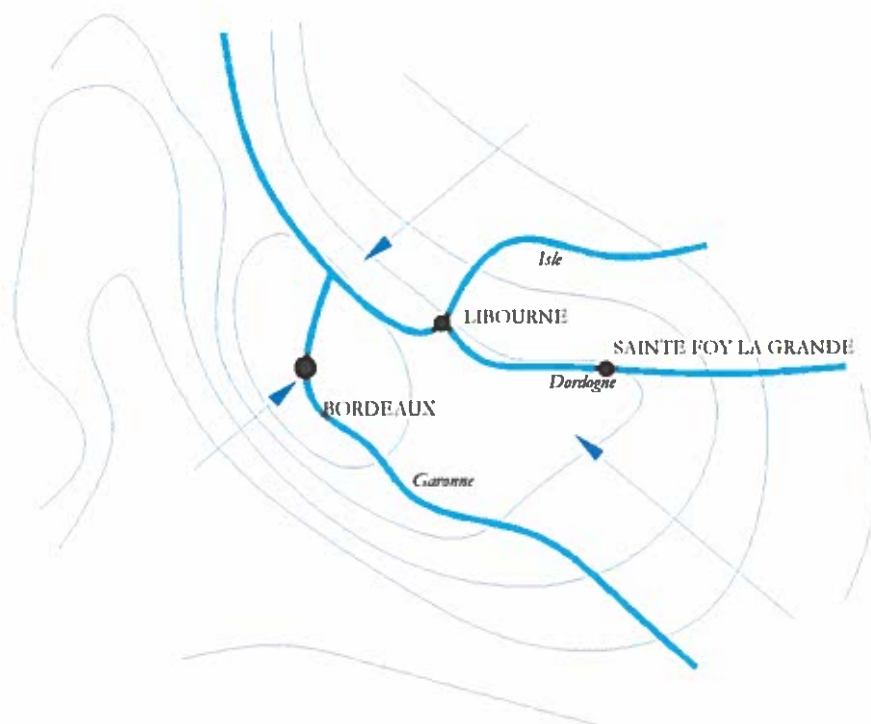 Isle
LIBOURNE
SAINTE FOY LA GRANDE
Dordogne
BORDEAUX
Garonne